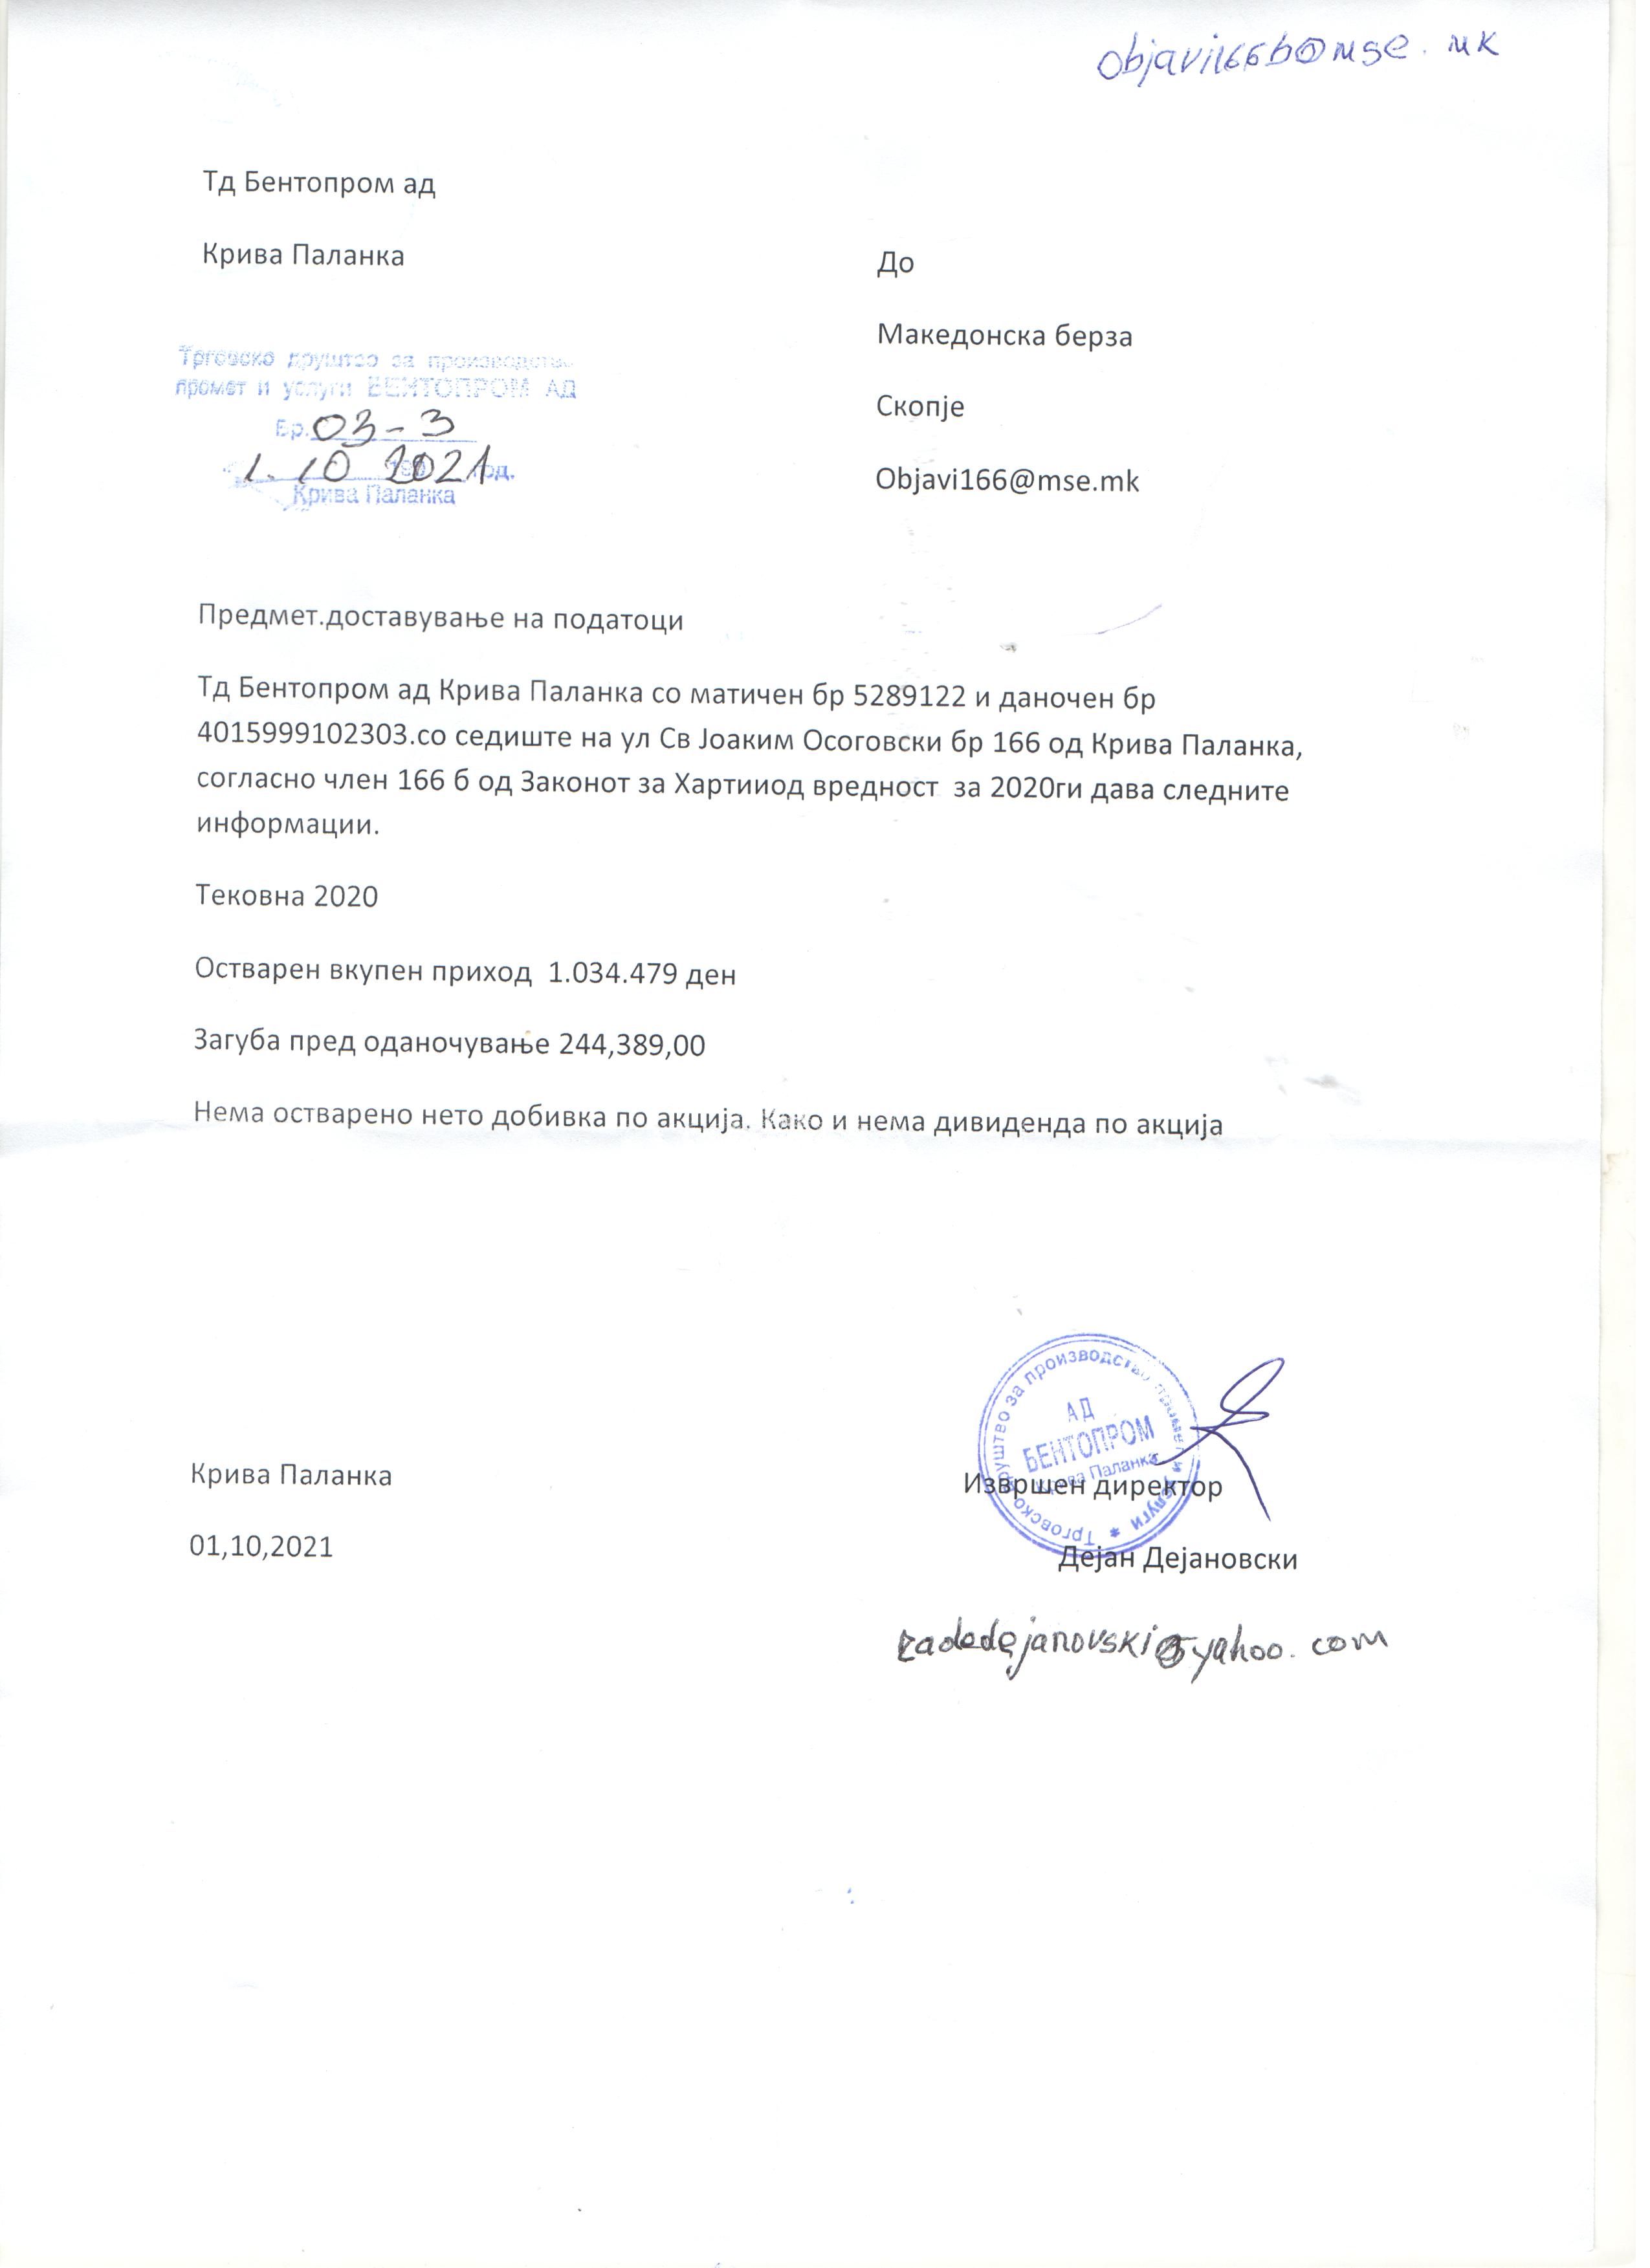 objavi166b@mse.mk
Тд Бентопром ад
Крива Паланка
До
Македонска берза
Скопје
Objavi166@mse.mk
Трговско друштво за производство
промет и услуги БЕНТОПРОМ АД
Бр. 03-3
1. 10 2021 год.
Крива Паланка
Предмет.доставување на податоци
Тд Бентопром ад Крива Паланка со матичен бр 5289122 и даночен бр
4015999102303.со седиште на ул Св Јоаким Осоговски бр 166 од Крива Паланка,
согласно член 166 б од Законот за Хартииод вредност за 2020ги дава следните
информации.
Тековна 2020
Остварен вкупен приход 1.034.479 ден
Загуба пред оданочување 244,389,00
Нема остварено нето добивка по акција. Како и нема дивиденда по акција
Трговско друштво за производство промет и услуги
АД
БЕНТОПРОМ
Крива Паланка
Крива Паланка
Извршен директор
01,10,2021
Дејан Дејановски
@yahoo.com